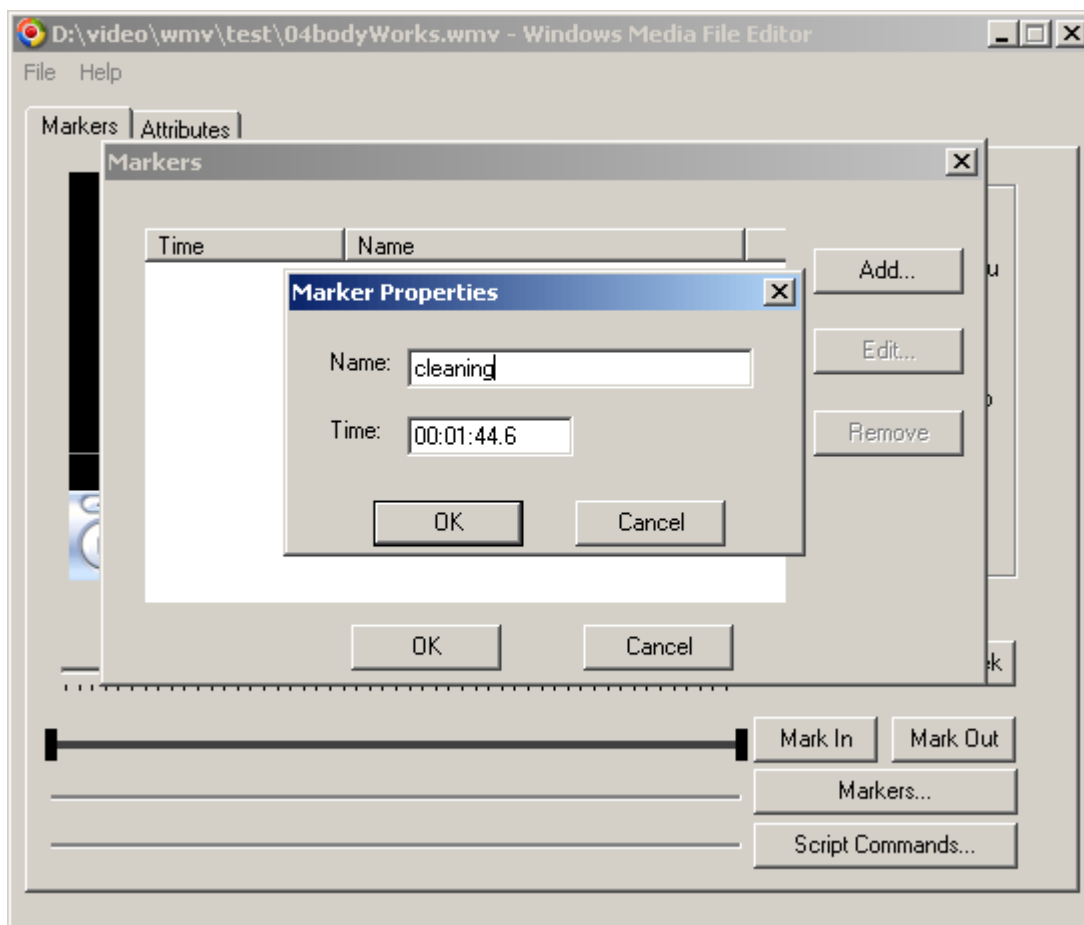 D:\video\wmv\test\04bodyWorks.wmv - Windows Media File Editor
File Help
Markers Attributes
Markers
Time Name
Add...
Edit...
Remove
Marker Properties
Name: cleaning
Time: 00:01:44.6
OK Cancel
OK Cancel
Mark In Mark Out
Markers...
Script Commands...